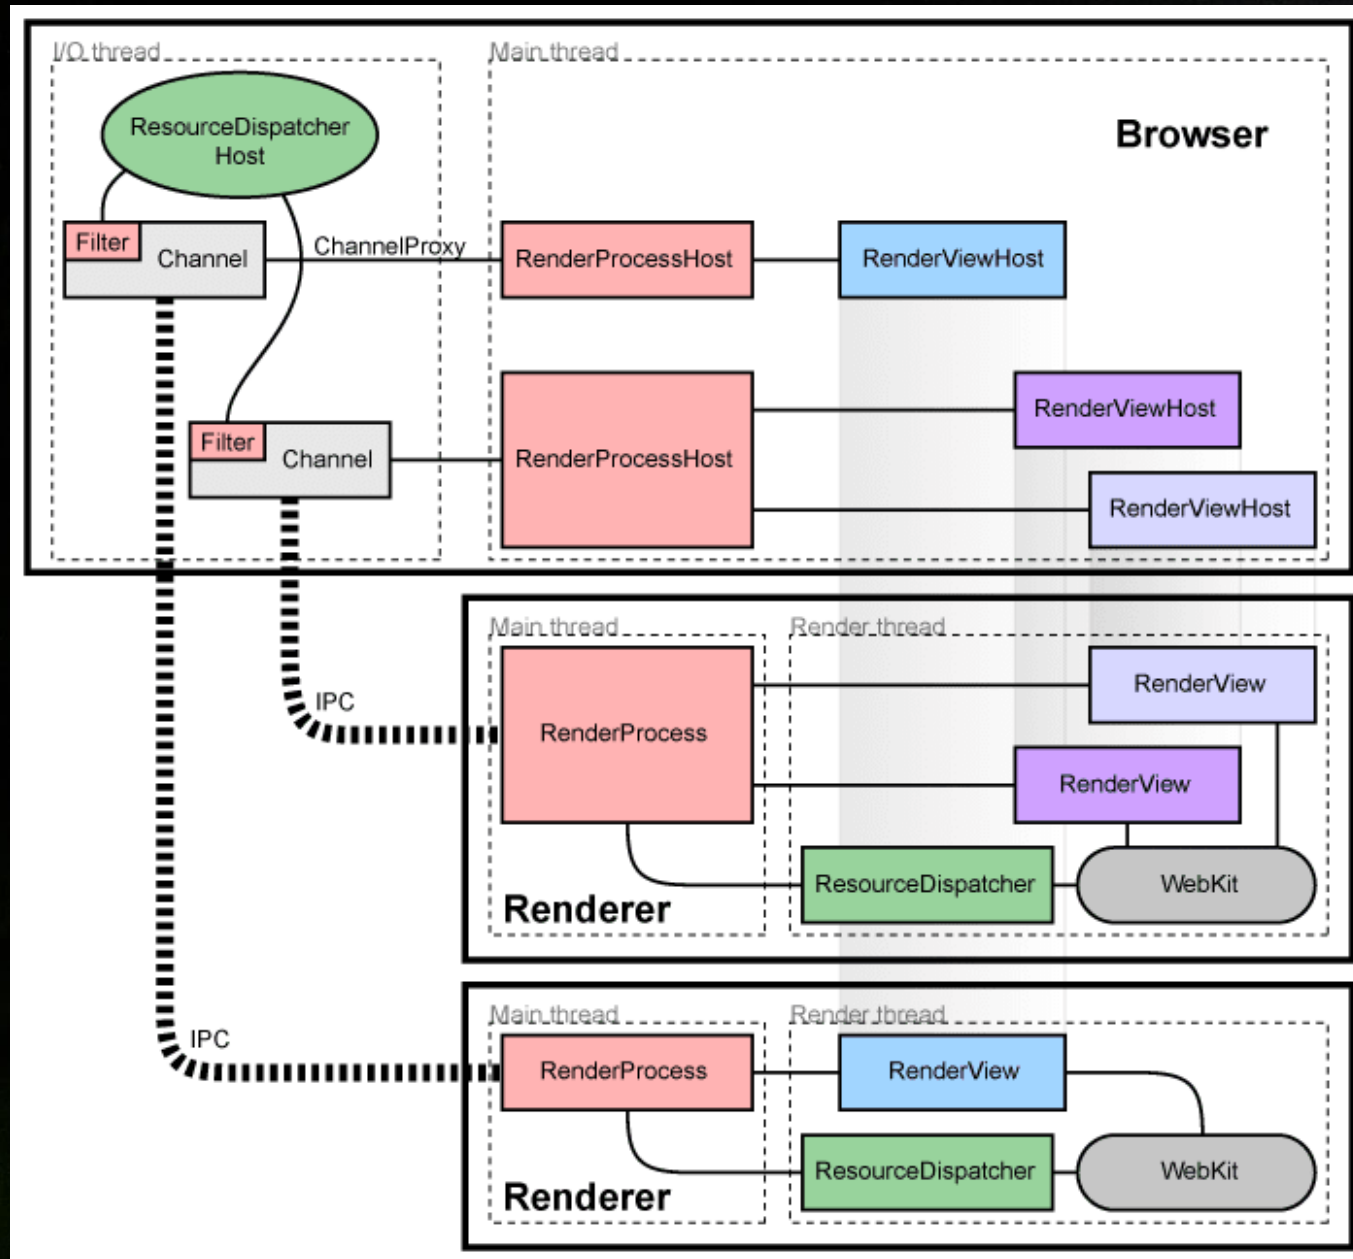 I/O thread
Main thread
ResourceDispatcher
Host
Browser
Filter
Channel
ChannelProxy
RenderProcessHost
RenderViewHost
RenderViewHost
Filter
Channel
RenderProcessHost
RenderViewHost
Main thread
Render thread
IPC
RenderProcess
RenderView
RenderView
ResourceDispatcher
WebKit
Renderer
Main thread
Render thread
IPC
RenderProcess
RenderView
ResourceDispatcher
WebKit
Renderer